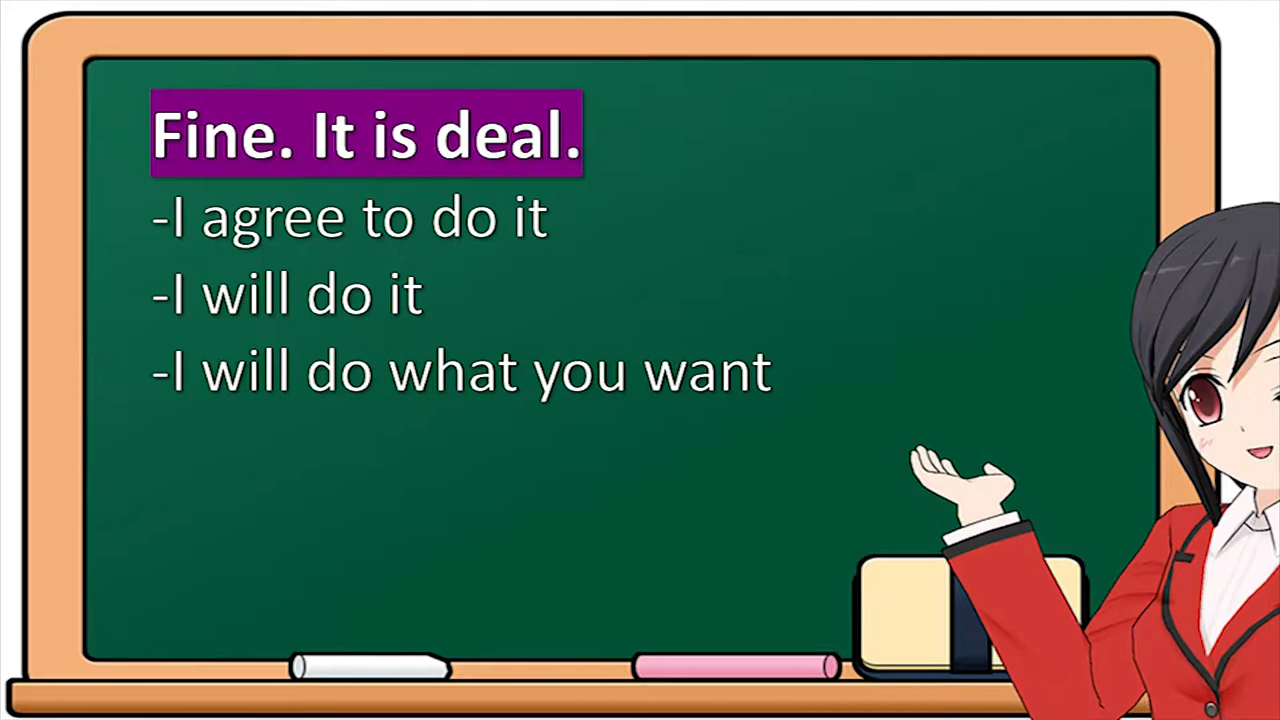 Fine. It is deal.
-I agree to do it
-I will do it
-I will do what you want